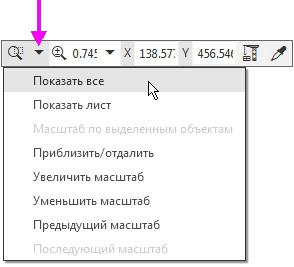 0.745 X 138.577 Y 456.546
Показать все
Показать лист
Масштаб по выделенным объектам
Приблизить/отдалить
Увеличить масштаб
Уменьшить масштаб
Предыдущий масштаб
Последующий масштаб